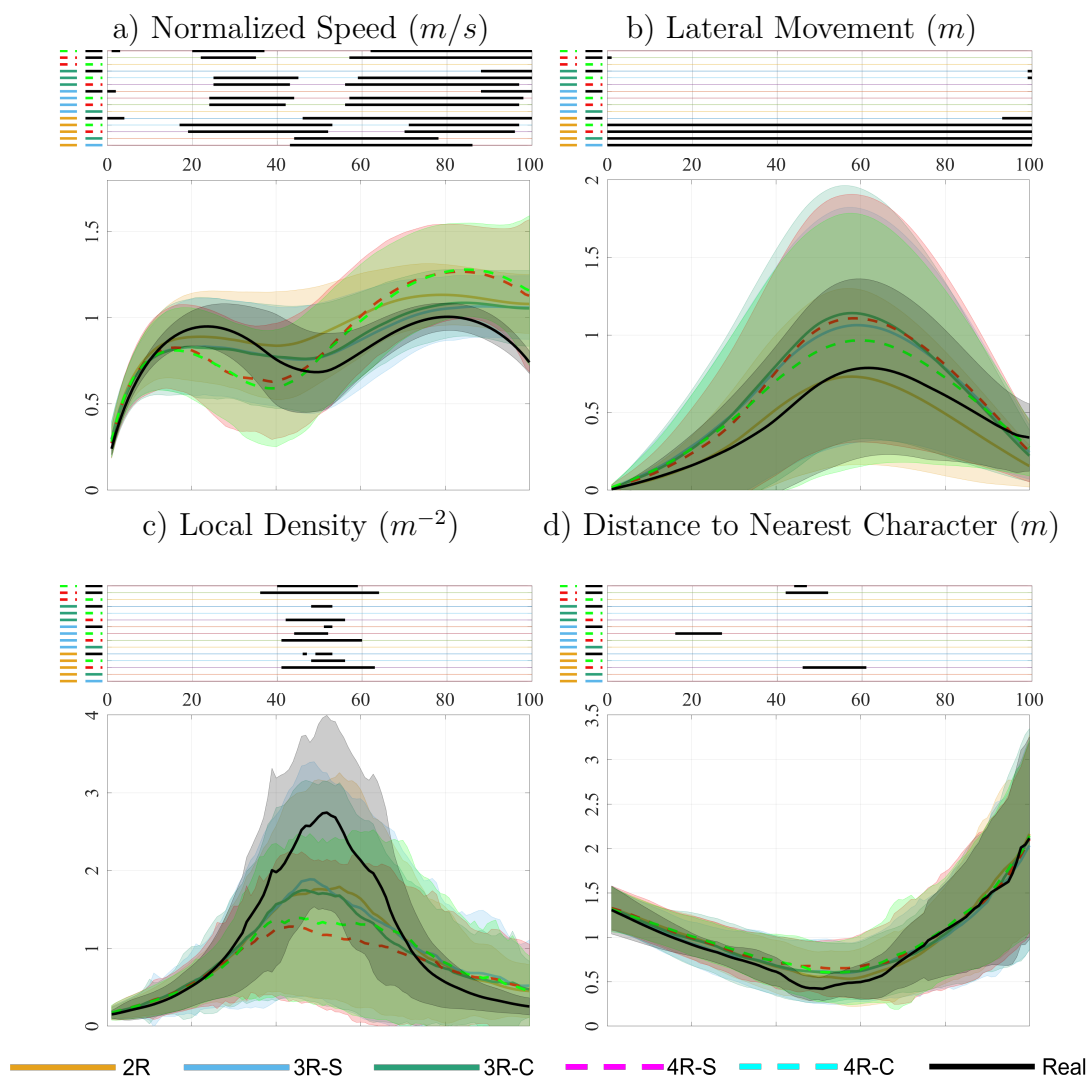 a) Normalized Speed (m/s)
b) Lateral Movement (m)
0 20 40 60 80 100
0 20 40 60 80 100
1.5
1
0.5
0
2
1.5
1
0.5
0
c) Local Density (m⁻²)
d) Distance to Nearest Character (m)
0 20 40 60 80 100
0 20 40 60 80 100
4
3
2
1
0
3.5
3
2.5
2
1.5
1
0.5
0
2R 3R-S 3R-C 4R-S 4R-C Real